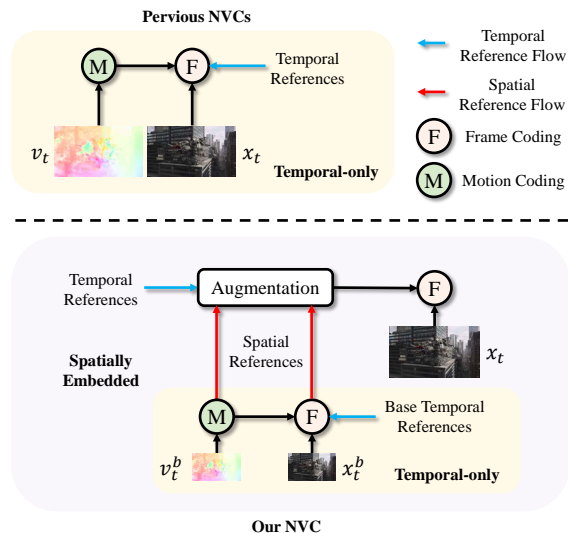 Pervious NVCs
M
F
Temporal
References
v_t
x_t
Temporal-only
Temporal
Reference Flow
Spatial
Reference Flow
F Frame Coding
M Motion Coding
Temporal
References
Augmentation
F
Spatial
References
x_t
Spatially
Embedded
M
F
Base Temporal
References
v_t^b
x_t^b
Temporal-only
Our NVC